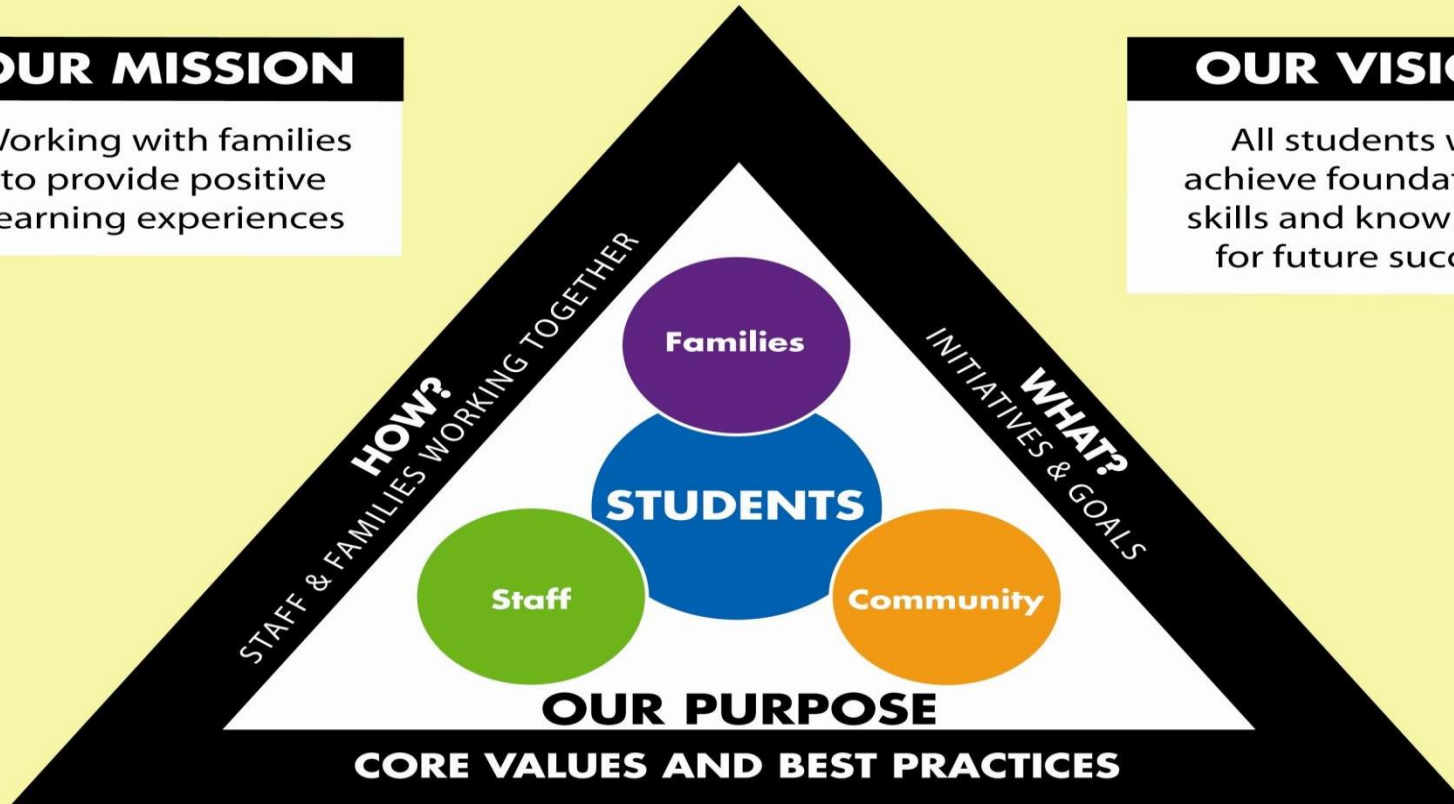 OUR MISSION
Working with families
to provide positive
learning experiences
OUR VISIO
All students w
achieve foundat
skills and know
for future succ
HOW?
STAFF & FAMILIES WORKING TOGETHER
WHAT?
INITIATIVES & GOALS
Families
STUDENTS
Staff
Community
OUR PURPOSE
CORE VALUES AND BEST PRACTICES